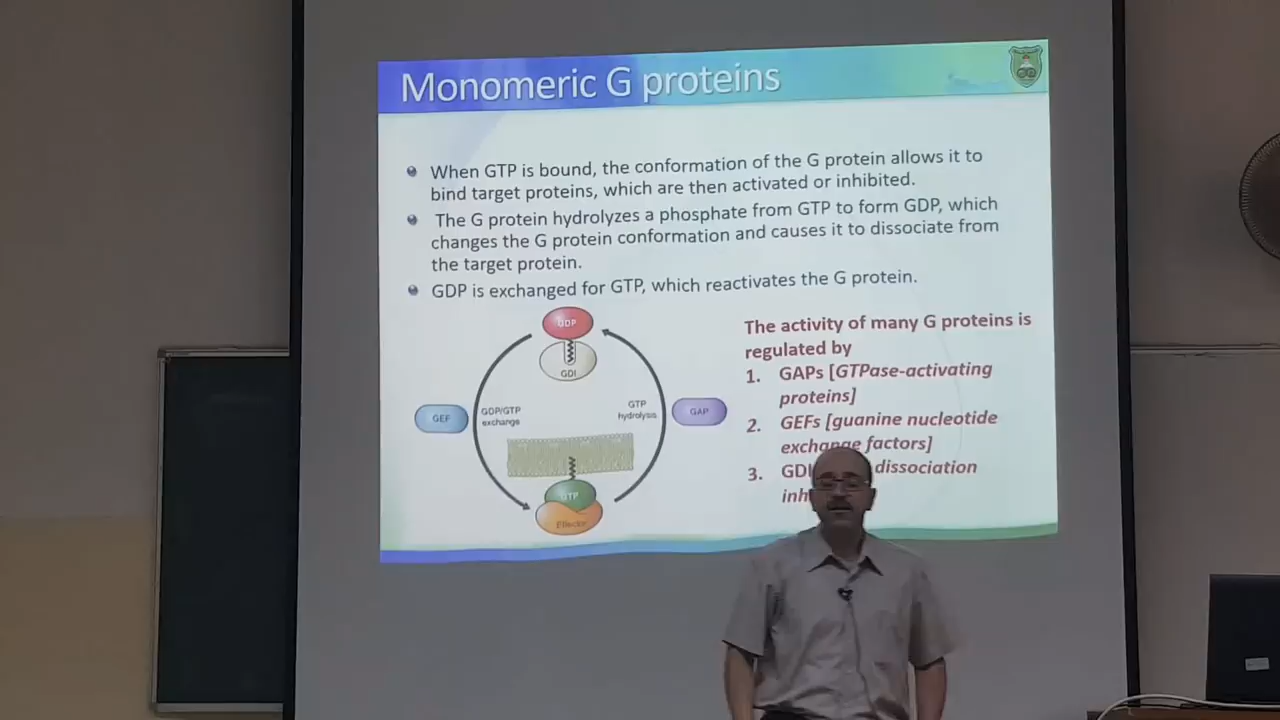 Monomeric G proteins
When GTP is bound, the conformation of the G protein allows it to
bind target proteins, which are then activated or inhibited.
The G protein hydrolyzes a phosphate from GTP to form GDP, which
changes the G protein conformation and causes it to dissociate from
the target protein.
GDP is exchanged for GTP, which reactivates the G protein.
GDP
GDI
GEF
GDP/GTP
exchange
GTP
hydrolysis
GAP
GTP
Effector
The activity of many G proteins is
regulated by
1. GAPs [GTPase-activating
proteins]
2. GEFs [guanine nucleotide
exchange factors]
3. GDI dissociation
inh